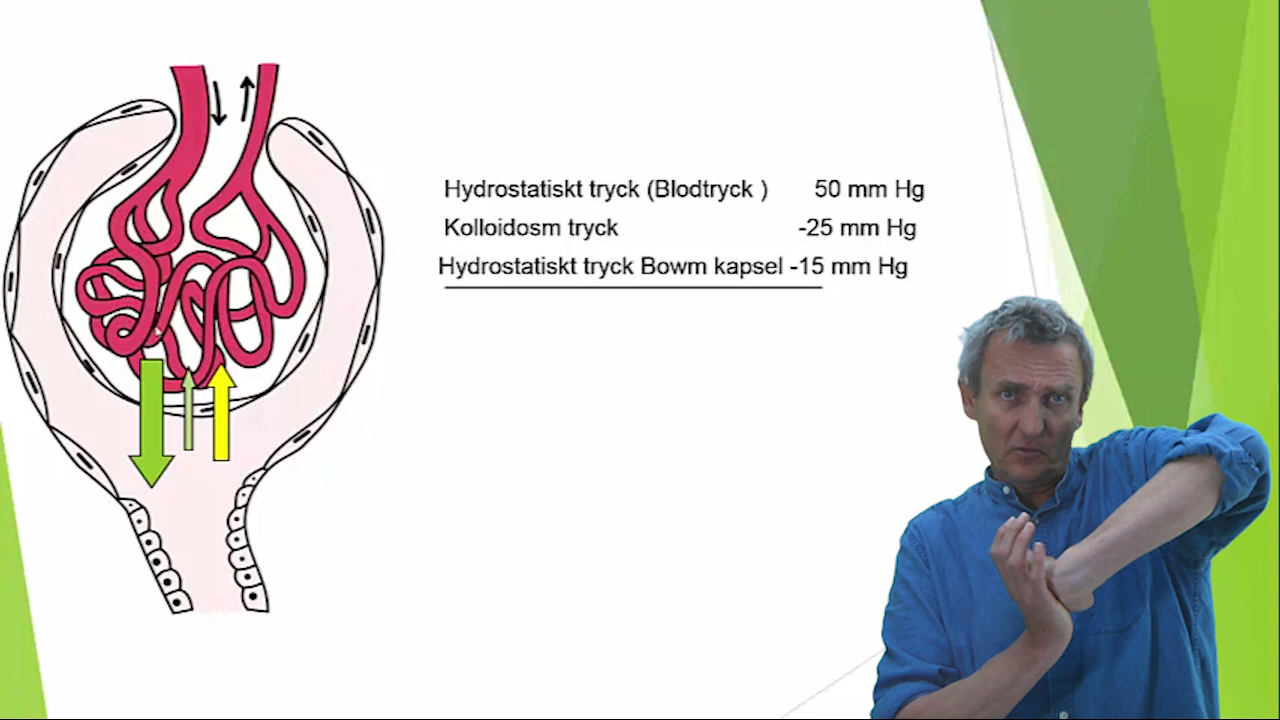 Hydrostatiskt tryck (Blodtryck ) 50 mm Hg
Kolloidosm tryck -25 mm Hg
Hydrostatiskt tryck Bowm kapsel -15 mm Hg